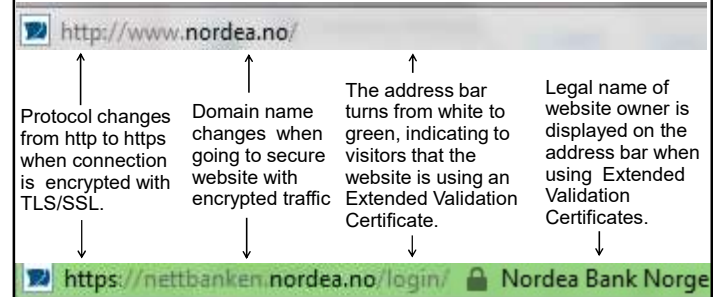 http://www.nordea.no/
Protocol changes
from http to https
when connection
is encrypted with
TLS/SSL.
Domain name
changes when
going to secure
website with
encrypted traffic
The address bar
turns from white to
green, indicating to
visitors that the
website is using an
Extended Validation
Certificate.
Legal name of
website owner is
displayed on the
address bar when
using Extended
Validation
Certificates.
https://nettbanken.nordea.no/login/ Nordea Bank Norge